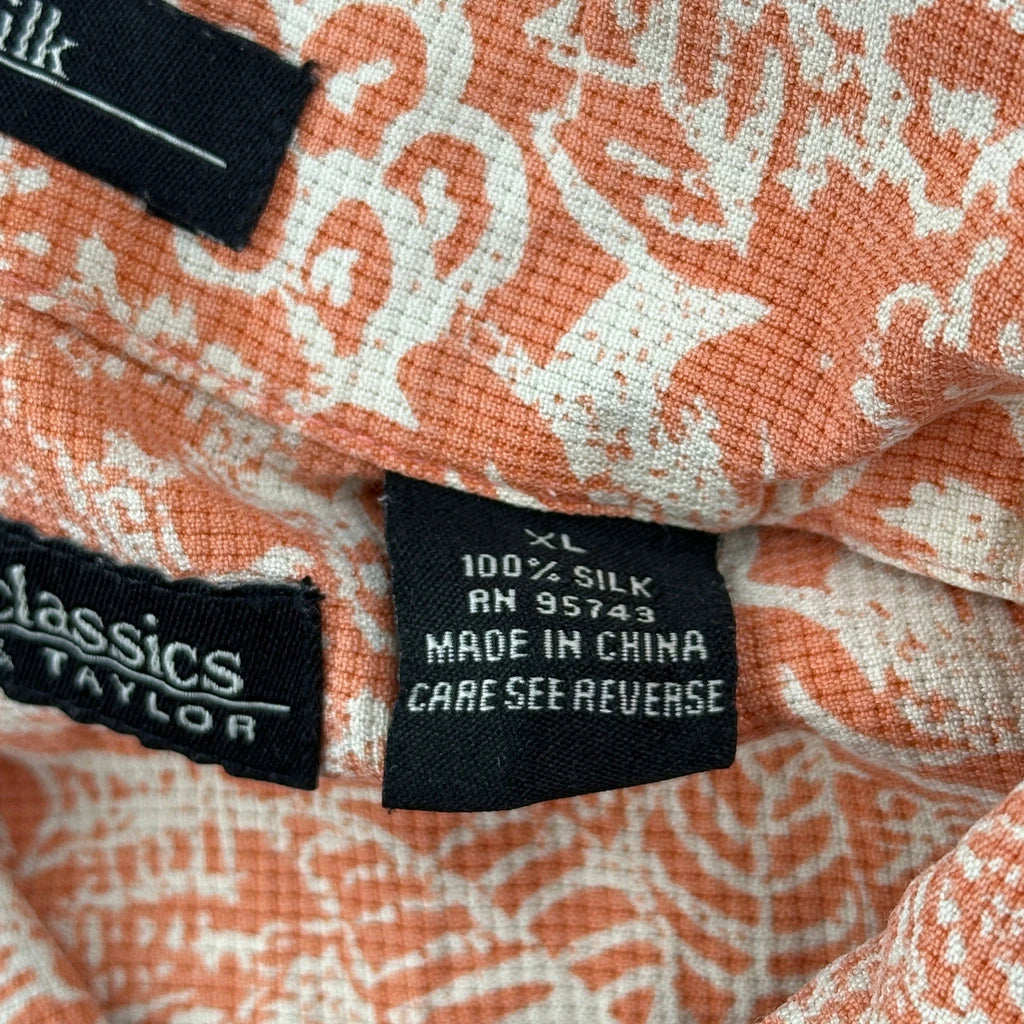 ilk
classics
& TAYLOR
XL
100% SILK
RN 95743
MADE IN CHINA
CARE SEE REVERSE